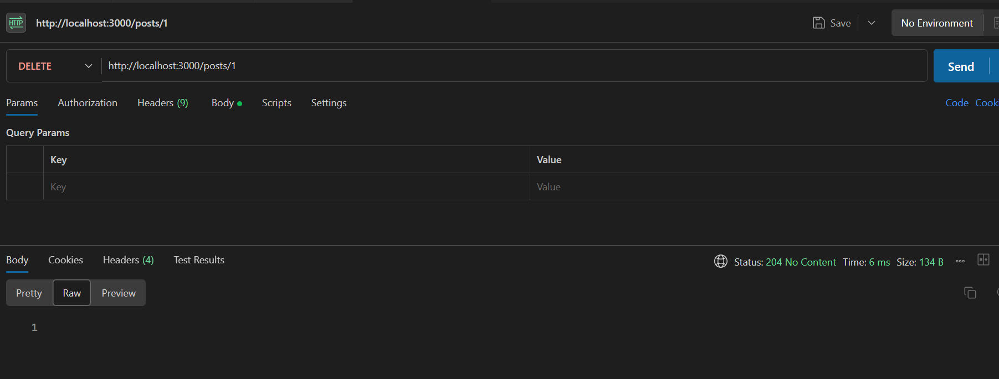 HTTP http://localhost:3000/posts/1 Save No Environment
DELETE http://localhost:3000/posts/1 Send
Params Authorization Headers (9) Body Scripts Settings Code Cook
Query Params
Key Value
Key Value
Body Cookies Headers (4) Test Results Status: 204 No Content Time: 6 ms Size: 134 B
Pretty Raw Preview
1